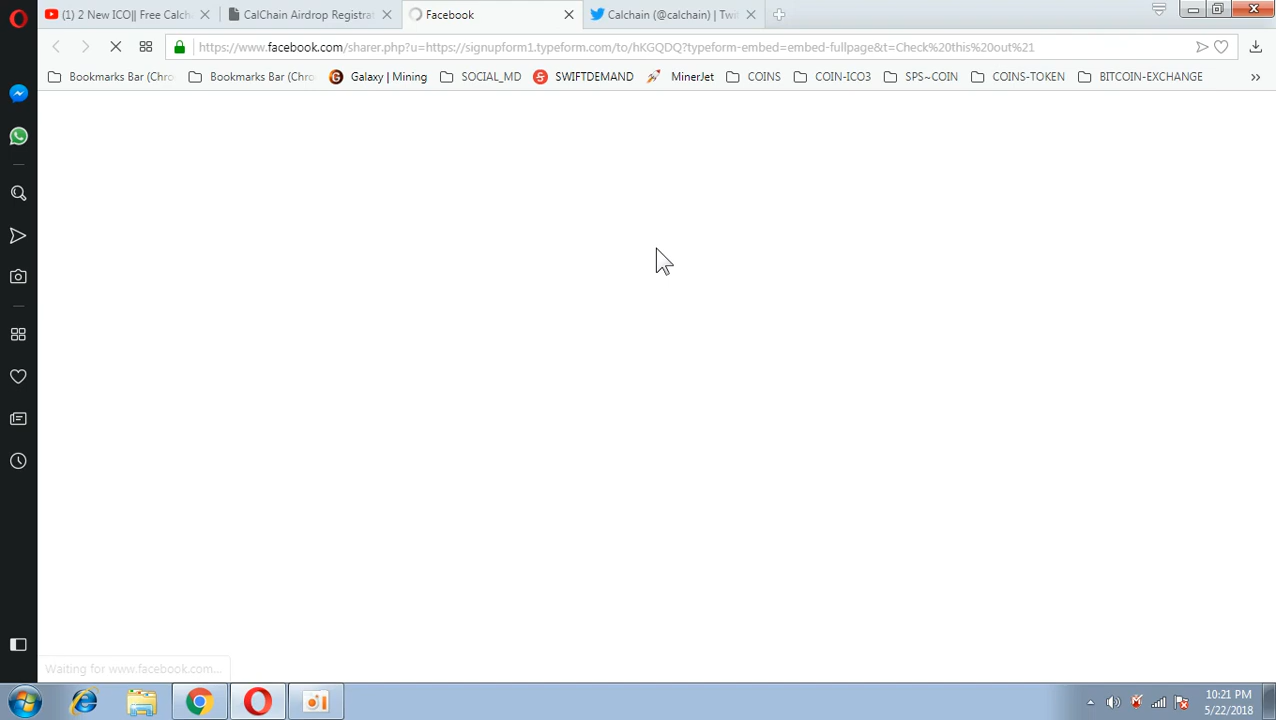 (1) 2 New ICO|| Free Calch
CalChain Airdrop Registra
Facebook
Calchain (@calchain) | Twi
https://www.facebook.com/sharer.php?u=https://signupform1.typeform.com/to/hKGQDQ?typeform-embed=embed-fullpage&t=Check%20this%20out%21
Bookmarks Bar (Chro
Bookmarks Bar (Chro
Galaxy | Mining
SOCIAL_MD
SWIFTDEMAND
MinerJet
COINS
COIN-ICO3
SPS~COIN
COINS-TOKEN
BITCOIN-EXCHANGE
Waiting for www.facebook.com...
10:21 PM
5/22/2018